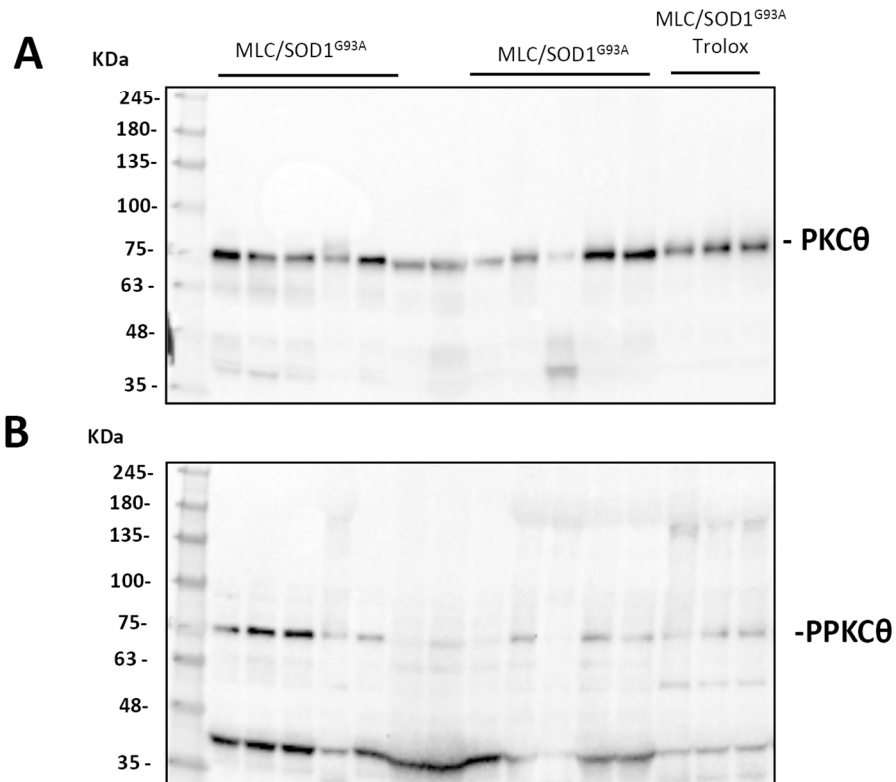 MLC/SOD1G93A
Trolox
MLC/SOD1G93A
MLC/SOD1G93A
A
KDa
245-
180-
135-
100-
75-
63 -
48-
35 -
- PKCθ
B
KDa
245-
180-
135-
100-
75-
63 -
48-
35 -
-PPKCθ